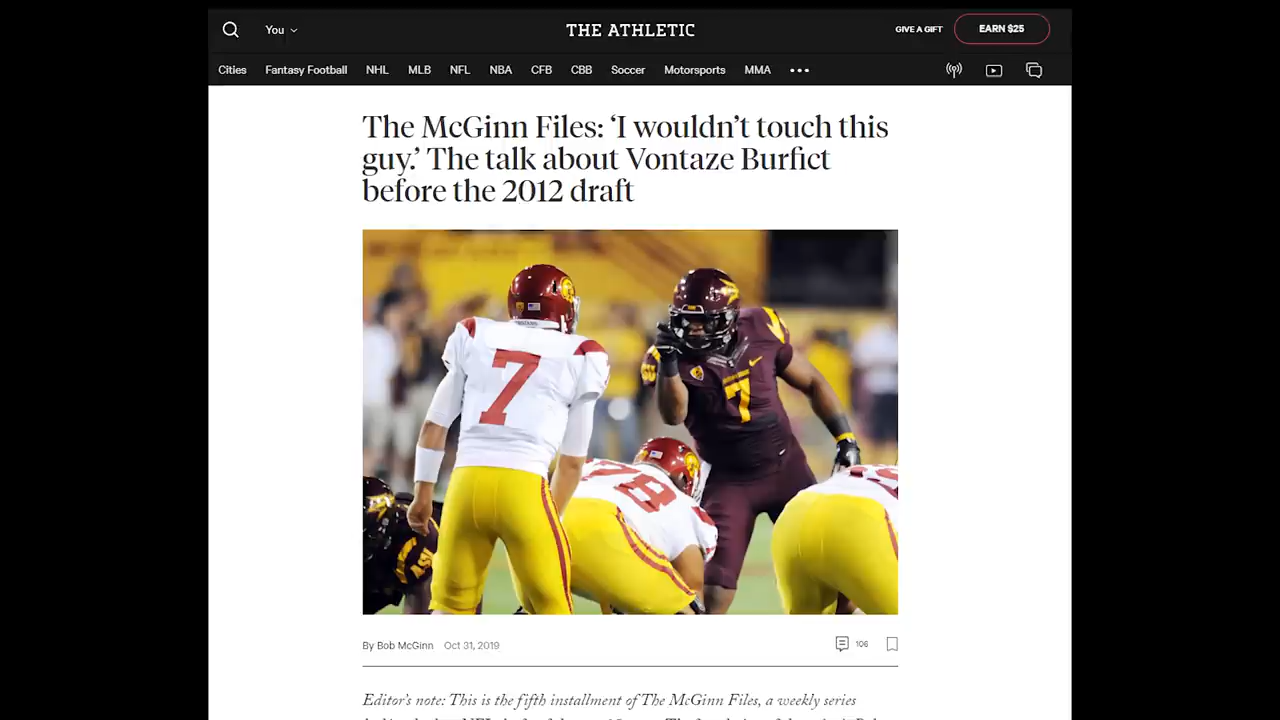 You
THE ATHLETIC
GIVE A GIFT
EARN $25
Cities Fantasy Football NHL MLB NFL NBA CFB CBB Soccer Motorsports MMA •••
The McGinn Files: ‘I wouldn’t touch this
guy.’ The talk about Vontaze Burfict
before the 2012 draft
7
7
78
By Bob McGinn Oct 31, 2019
106
Editor’s note: This is the fifth installment of The McGinn Files, a weekly series